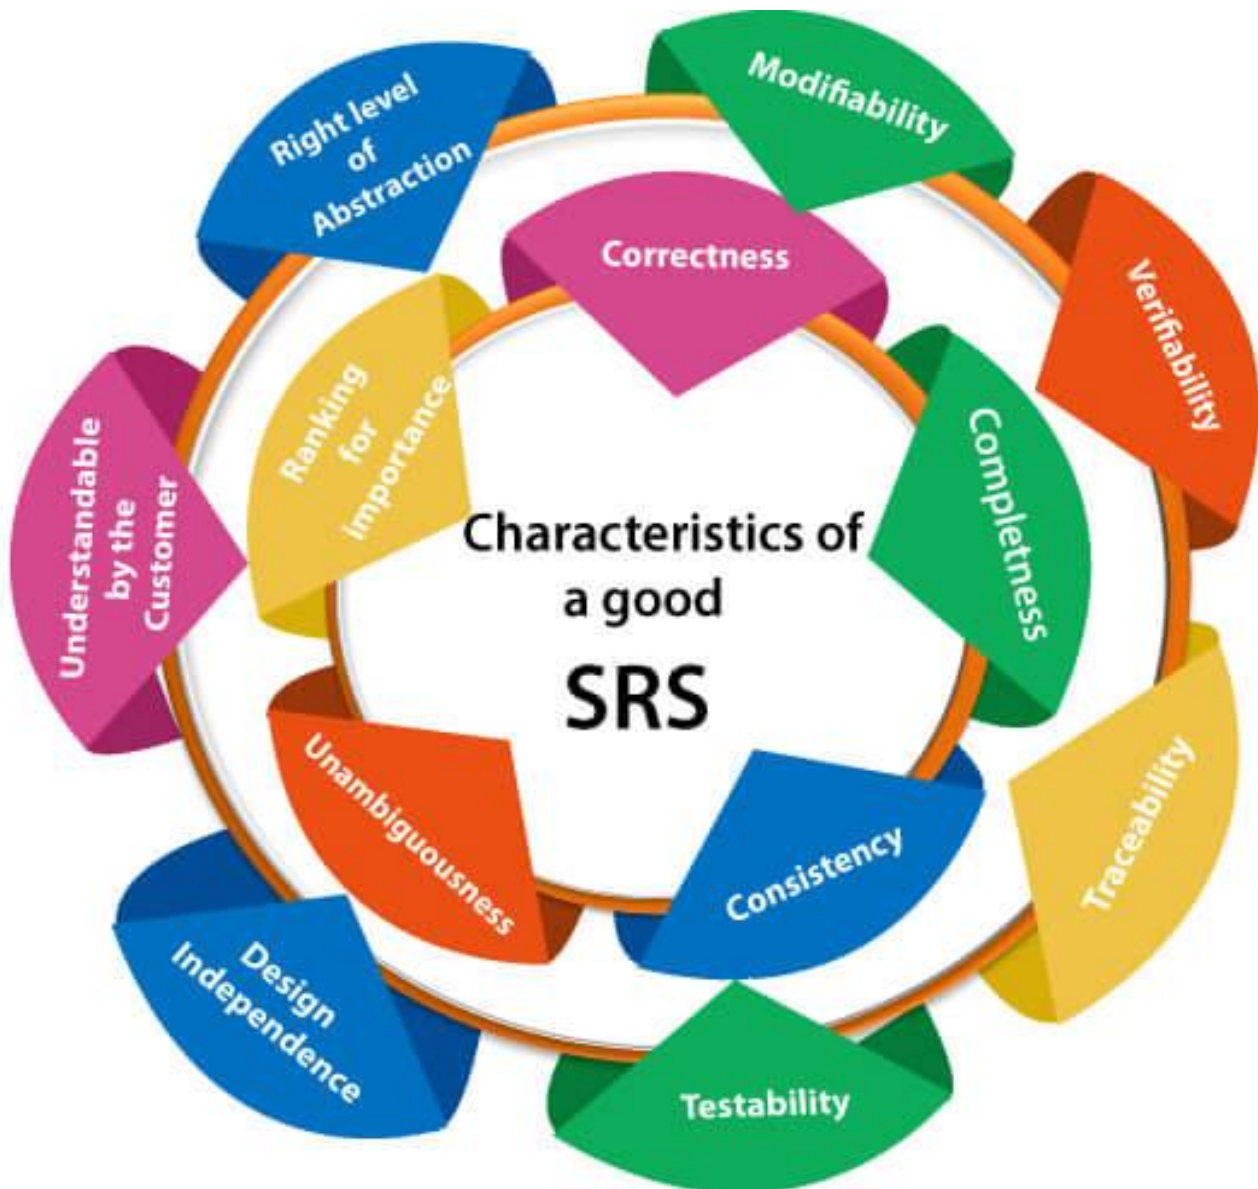 Right level
of
Abstraction
Modifiability
Correctness
Verifiability
Ranking
for
importance
Completness
Understandable
by the
Customer
Characteristics of
a good
SRS
Unambiguousness
Consistency
Traceability
Design
Independence
Testability